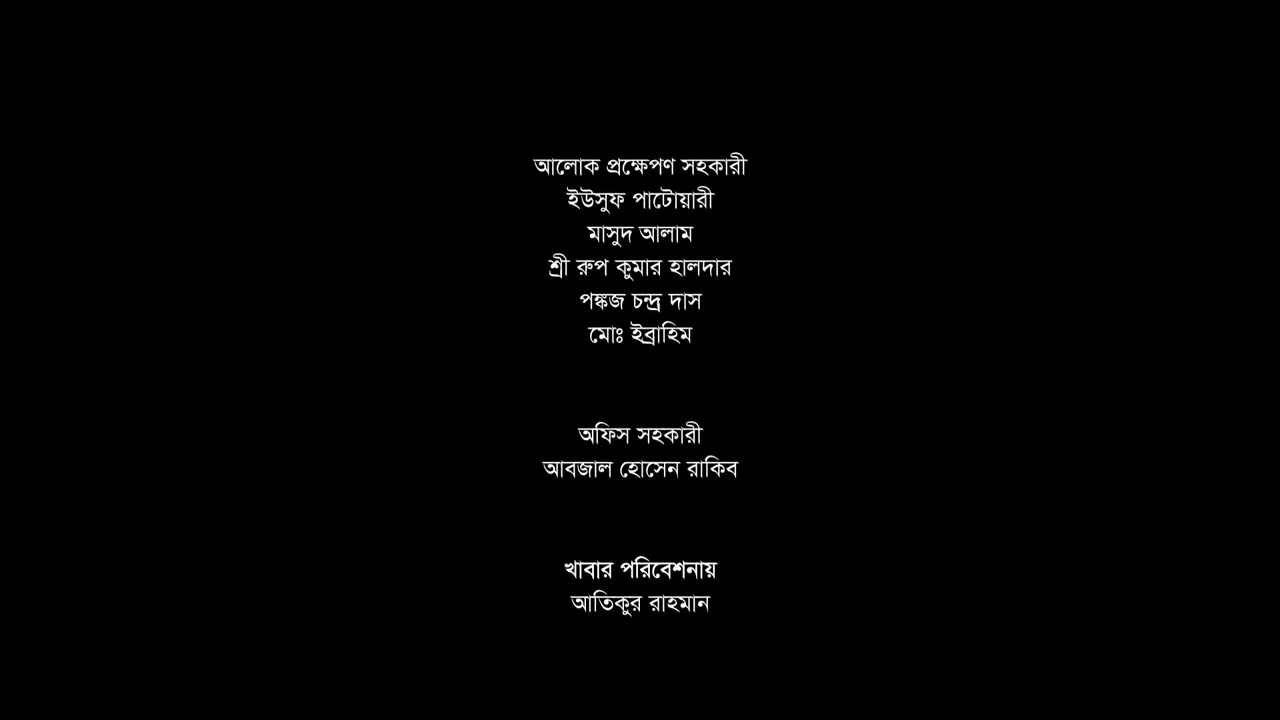 আলোক প্রক্ষেপণ সহকারী
ইউসুফ পাটোয়ারী
মাসুদ আলাম
শ্রী রুপ কুমার হালদার
পঙ্কজ চন্দ্র দাস
মোঃ ইব্রাহিম
অফিস সহকারী
আবজাল হোসেন রাকিব
খাবার পরিবেশনায়
আতিকুর রাহমান